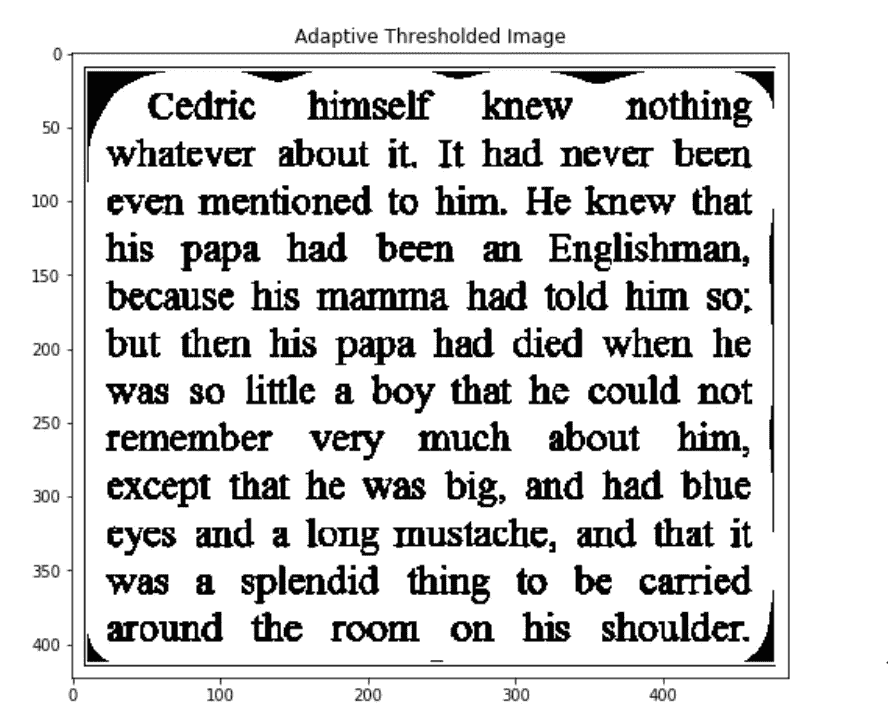 Adaptive Thresholded Image
0
50
100
150
200
250
300
350
400
0 100 200 300 400
Cedric himself knew nothing
whatever about it. It had never been
even mentioned to him. He knew that
his papa had been an Englishman,
because his mamma had told him so;
but then his papa had died when he
was so little a boy that he could not
remember very much about him,
except that he was big, and had blue
eyes and a long mustache, and that it
was a splendid thing to be carried
around the room on his shoulder.